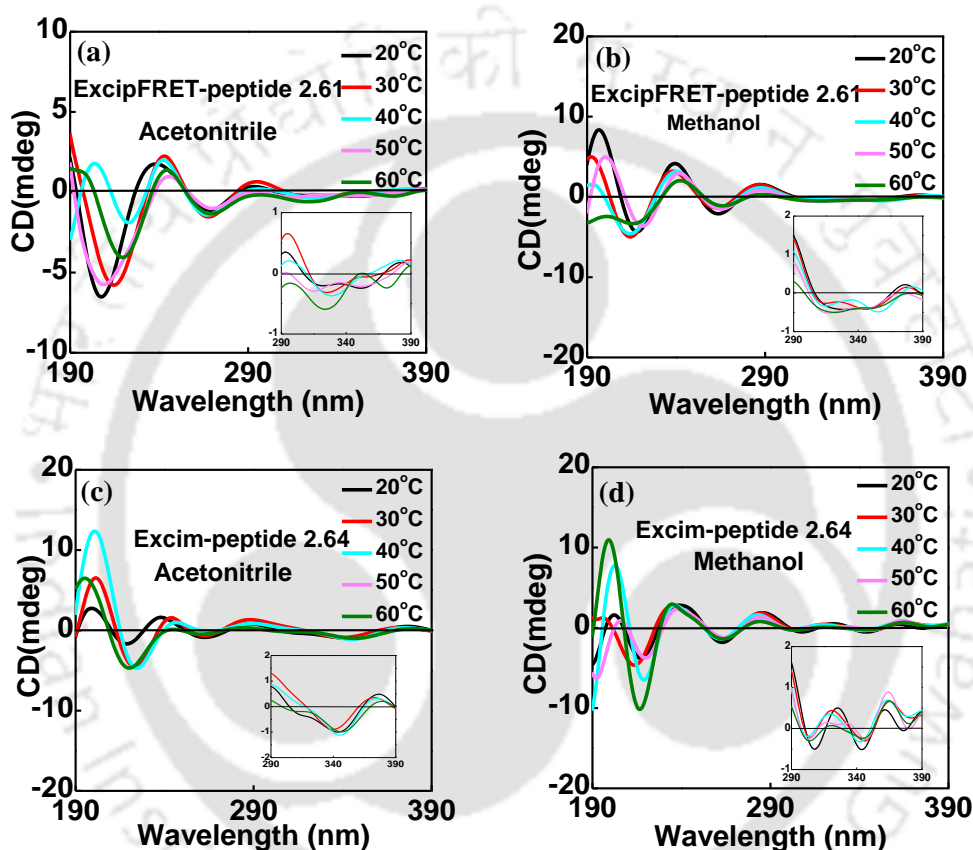 (a)
ExcipFRET-peptide 2.61
Acetonitrile
20°C
30°C
40°C
50°C
60°C
CD(mdeg)
10
5
0
-5
-10
190
290
390
Wavelength (nm)
1
0
-1
290
340
390
(b)
ExcipFRET-peptide 2.61
Methanol
20°C
30°C
40°C
50°C
60°C
CD(mdeg)
20
10
0
-10
-20
190
290
390
Wavelength (nm)
2
1
0
-1
290
340
390
(c)
Excim-peptide 2.64
Acetonitrile
20°C
30°C
40°C
50°C
60°C
CD(mdeg)
20
10
0
-10
-20
190
290
390
Wavelength (nm)
2
1
0
-1
-2
290
340
390
(d)
Excim-peptide 2.64
Methanol
20°C
30°C
40°C
50°C
60°C
CD(mdeg)
20
10
0
-10
-20
190
290
390
Wavelength (nm)
2
1
0
-1
290
340
390